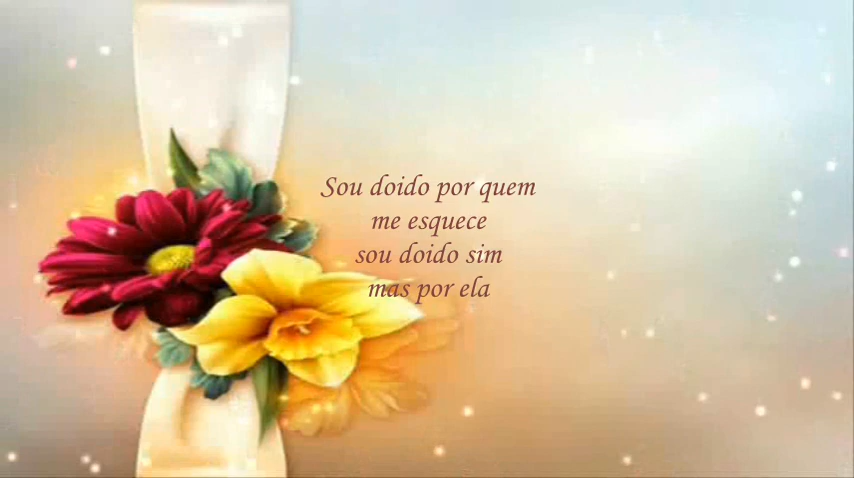 Sou doido por quem
me esquece
sou doido sim
mas por ela